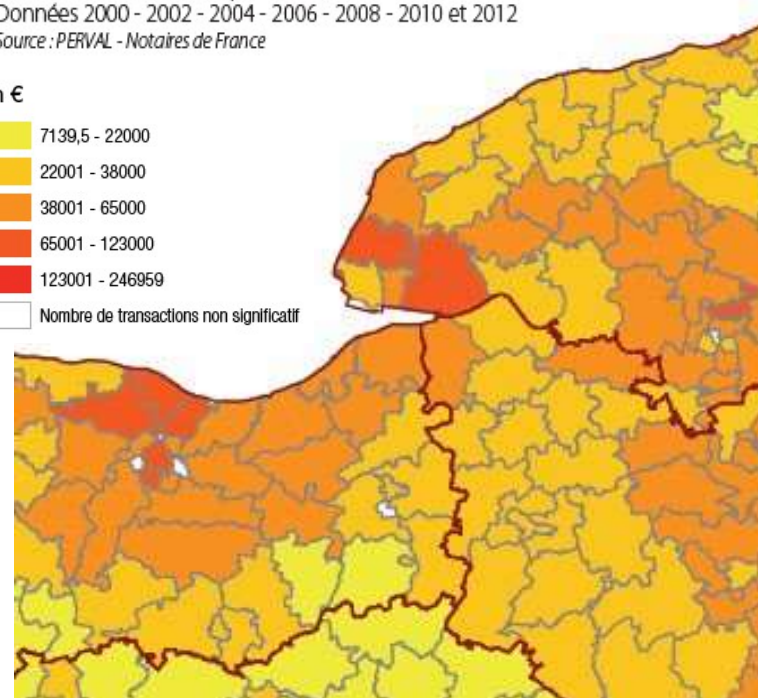 Données 2000 - 2002 - 2004 - 2006 - 2008 - 2010 et 2012
Source : PERVAL - Notaires de France
n €
7139,5 - 22000
22001 - 38000
38001 - 65000
65001 - 123000
123001 - 246959
Nombre de transactions non significatif